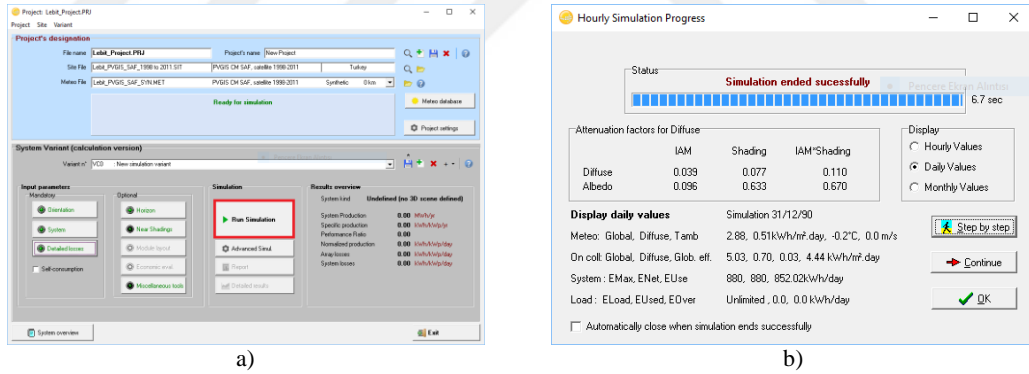 Project: Lebit_Project.PRJ
Project Site Variant
Project's designation
File name Lebit_Project.PRJ Project's name New Project
Site File Lebit_PVGIS_SAF_1998 to 2011.SIT PVGIS CM SAF, satellite 1998-2011 Turkey
Meteo File Lebit_PVGIS_SAF_SYN.MET PVGIS CM SAF, satellite 1998-2011 Synthetic 0 km
Ready for simulation
Meteo database
Project settings
System Variant (calculation version)
Variant n° VC0 : New simulation variant
Input parameters
Mandatory
Orientation
System
Detailed losses
Self-consumption
Optional
Horizon
Near Shadings
Module layout
Economic eval.
Miscellaneous tools
Simulation
Run Simulation
Advanced Simul.
Report
Detailed results
Results overview
System kind Undefined (no 3D scene defined)
System Production 0.00 kWh/yr
Specific production 0.00 kWh/kWp/yr
Performance Ratio 0.00
Normalized production 0.00 kWh/kWp/day
Array losses 0.00 kWh/kWp/day
System losses 0.00 kWh/kWp/day
System overview
Exit
a)
Hourly Simulation Progress
Status
Simulation ended sucessfully
Pencere Ekran Alıntısı
6.7 sec
Attenuation factors for Diffuse
IAM Shading IAM*Shading
Diffuse 0.039 0.077 0.110
Albedo 0.096 0.633 0.670
Display
Hourly Values
Daily Values
Monthly Values
Display daily values Simulation 31/12/90
Meteo: Global, Diffuse, Tamb 2.88, 0.51kWh/m².day, -0.2°C, 0.0 m/s
On coll: Global, Diffuse, Glob. eff. 5.03, 0.70, 0.03, 4.44 kWh/m².day
System : EMax, ENet, EUse 880, 880, 852.02kWh/day
Load : ELoad, EUsed, EOver Unlimited , 0.0, 0.0 kWh/day
Step by step
Continue
OK
Automatically close when simulation ends successfully
b)